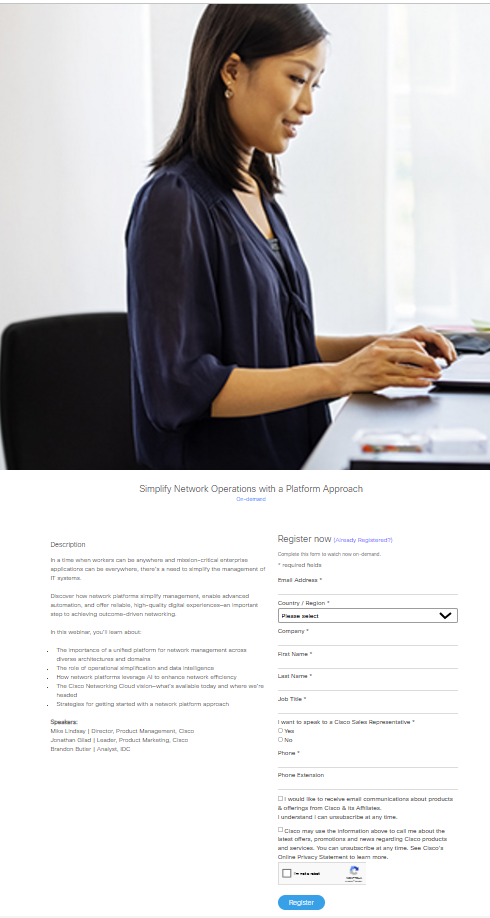 Simplify Network Operations with a Platform Approach
On-demand
Description
In a time when workers can be anywhere and mission-critical enterprise
applications can be everywhere, there's a need to simplify the management of
IT systems.
Discover how network platforms simplify management, enable advanced
automation, and offer reliable, high-quality digital experiences—an important
step to achieving outcome-driven networking.
In this webinar, you'll learn about:
The importance of a unified platform for network management across
diverse architectures and domains
The role of operational simplification and data intelligence
How network platforms leverage AI to enhance network efficiency
The Cisco Networking Cloud vision—what's available today and where we're
headed
Strategies for getting started with a network platform approach
Speakers:
Mike Lindsay | Director, Product Management, Cisco
Jonathan Gilad | Leader, Product Marketing, Cisco
Brandon Butler | Analyst, IDC
Register now (Already Registered?)
Complete this form to watch now on-demand.
* required fields
Email Address *
Country / Region *
Please select
Company *
First Name *
Last Name *
Job Title *
I want to speak to a Cisco Sales Representative *
Yes
No
Phone *
Phone Extension
I would like to receive email communications about products
& offerings from Cisco & its Affiliates.
I understand I can unsubscribe at any time.
Cisco may use the information above to call me about the
latest offers, promotions and news regarding Cisco products
and services. You can unsubscribe at any time. See Cisco's
Online Privacy Statement to learn more.
I'm not a robot
Register